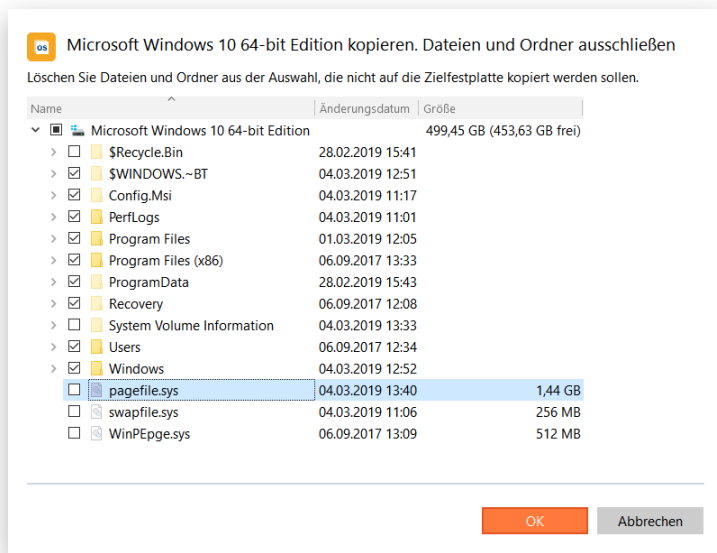 os Microsoft Windows 10 64-bit Edition kopieren. Dateien und Ordner ausschließen
Löschen Sie Dateien und Ordner aus der Auswahl, die nicht auf die Zielfestplatte kopiert werden sollen.
Name Änderungsdatum Größe
Microsoft Windows 10 64-bit Edition 499,45 GB (453,63 GB frei)
$Recycle.Bin 28.02.2019 15:41
$WINDOWS.~BT 04.03.2019 12:51
Config.Msi 04.03.2019 11:17
PerfLogs 04.03.2019 11:01
Program Files 01.03.2019 12:05
Program Files (x86) 06.09.2017 13:33
ProgramData 28.02.2019 15:43
Recovery 06.09.2017 12:08
System Volume Information 04.03.2019 13:33
Users 06.09.2017 12:34
Windows 04.03.2019 12:52
pagefile.sys 04.03.2019 13:40 1,44 GB
swapfile.sys 04.03.2019 11:06 256 MB
WinPEpge.sys 06.09.2017 13:09 512 MB
OK Abbrechen